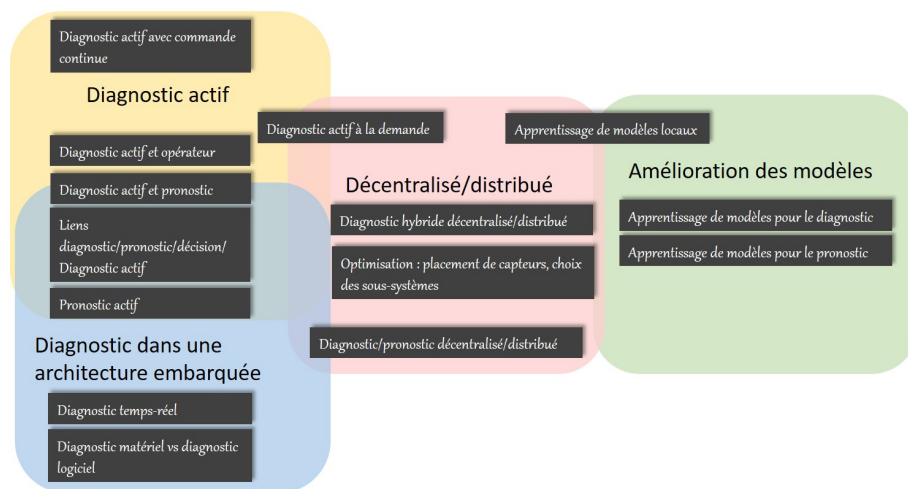 Diagnostic actif avec commande
continue
Diagnostic actif
Diagnostic actif à la demande
Apprentissage de modèles locaux
Diagnostic actif et opérateur
Diagnostic actif et pronostic
Liens
diagnostic/pronostic/décision/
Diagnostic actif
Pronostic actif
Décentralisé/distribué
Diagnostic hybride décentralisé/distribué
Optimisation : placement de capteurs, choix
des sous-systèmes
Diagnostic/pronostic décentralisé/distribué
Amélioration des modèles
Apprentissage de modèles pour le diagnostic
Apprentissage de modèles pour le pronostic
Diagnostic dans une
architecture embarquée
Diagnostic temps-réel
Diagnostic matériel vs diagnostic
logiciel